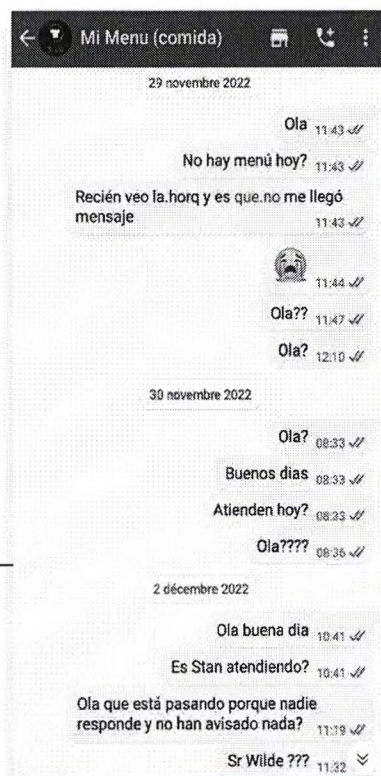 Mi Menu (comida)
29 novembre 2022
Ola 11:43
No hay menú hoy? 11:43
Recién veo la.horq y es que.no me llegó
mensaje
11:43
11:44
Ola?? 11:47
Ola? 12:10
30 novembre 2022
Ola? 08:33
Buenos dias 08:33
Atienden hoy? 08:33
Ola???? 08:36
2 décembre 2022
Ola buena dia 10:41
Es Stan atendiendo? 10:41
Ola que está pasando porque nadie
responde y no han avisado nada? 11:19
Sr Wilde ??? 11:32